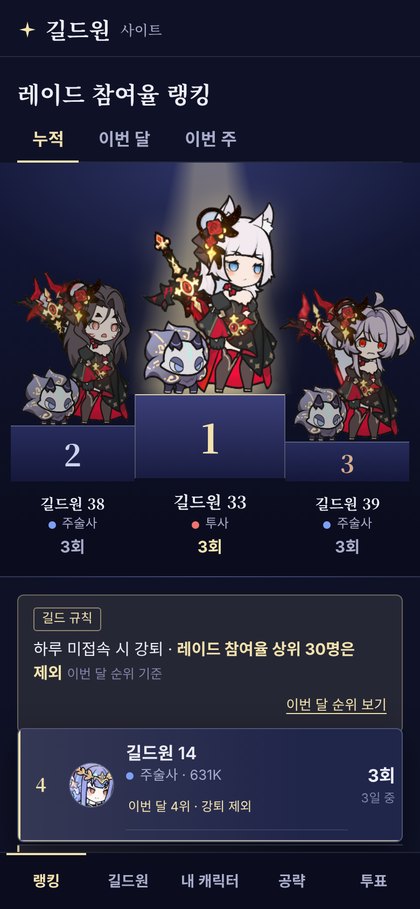 길드원 사이트
레이드 참여율 랭킹
누적 이번 달 이번 주
1
2
3
길드원 38 길드원 33 길드원 39
주술사 투사 주술사
3회 3회 3회
길드 규칙
하루 미접속 시 강퇴 · 레이드 참여율 상위 30명은
제외 이번 달 순위 기준
이번 달 순위 보기
길드원 14
4 주술사 · 631K 3회
3일 중
이번 달 4위 · 강퇴 제외
랭킹 길드원 내 캐릭터 공략 투표